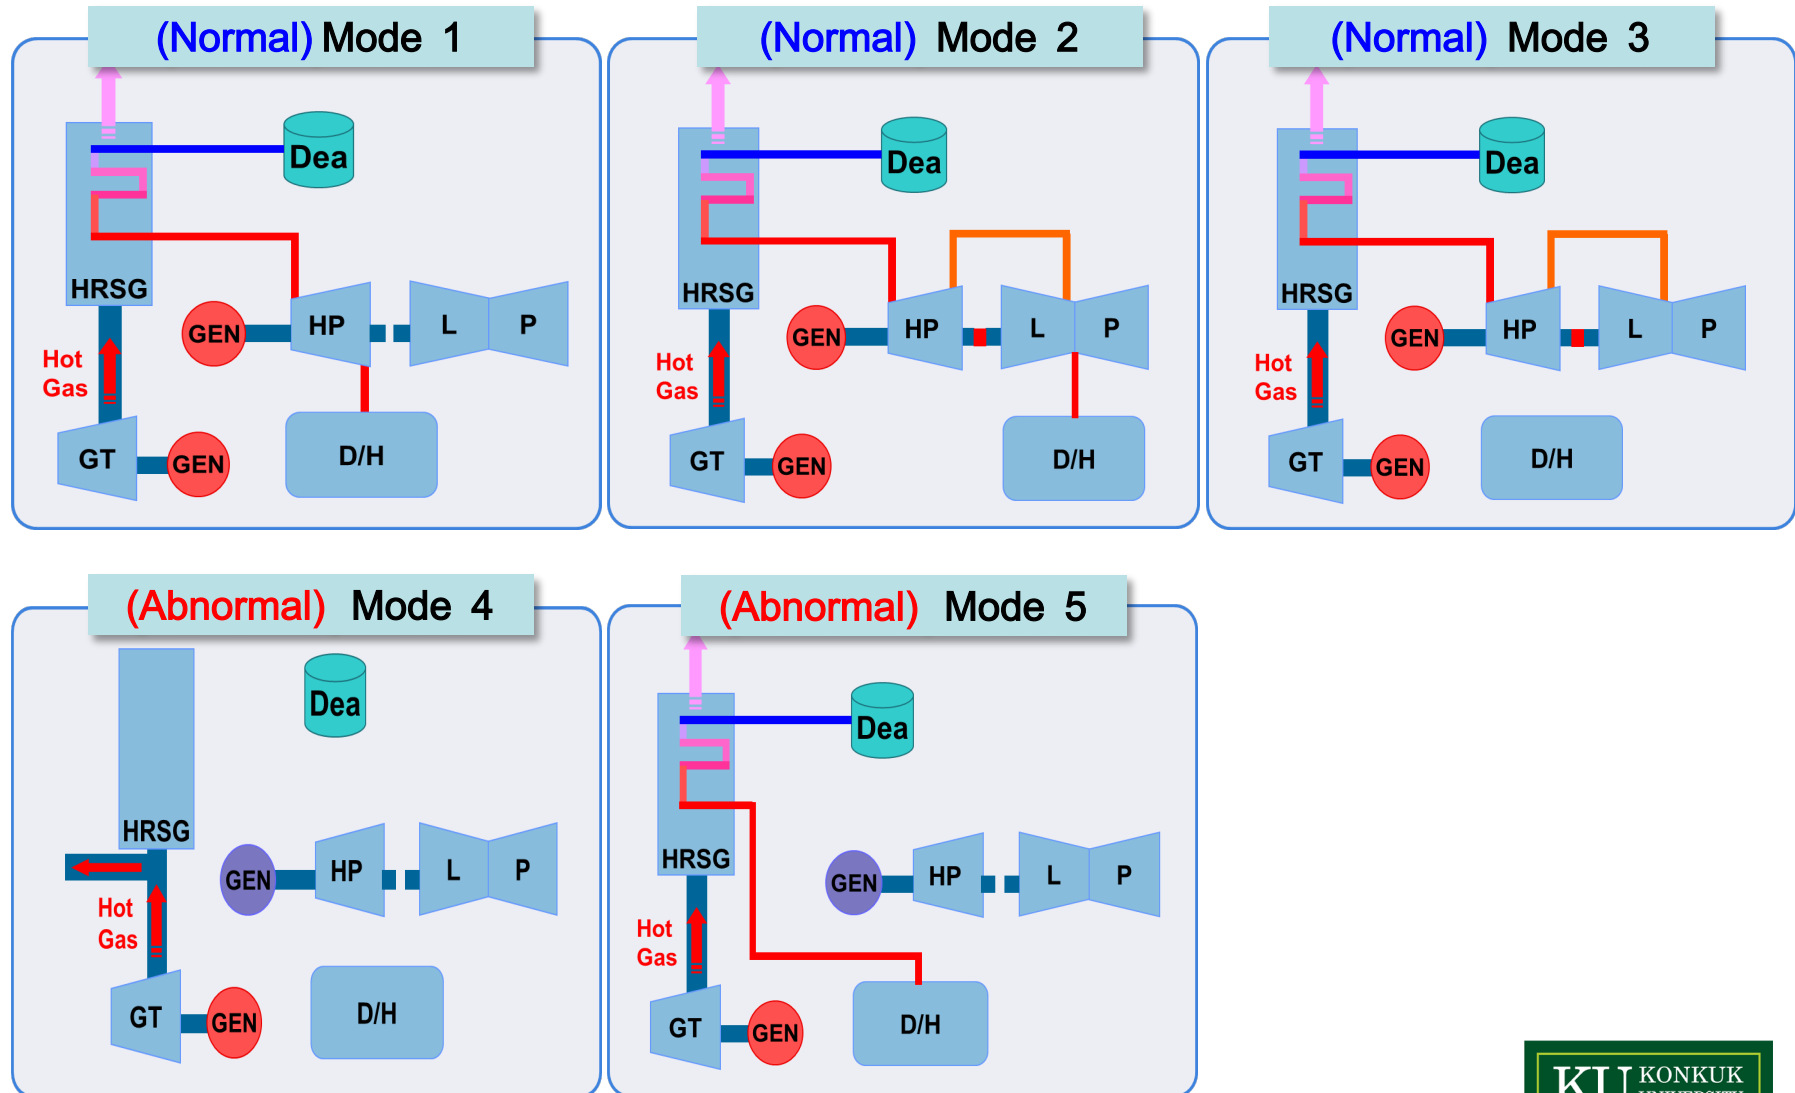 (Normal) Mode 1
Dea
HRSG
GEN
HP
L
P
Hot
Gas
GT
GEN
D/H
(Normal) Mode 2
Dea
HRSG
GEN
HP
L
P
Hot
Gas
GT
GEN
D/H
(Normal) Mode 3
Dea
HRSG
GEN
HP
L
P
Hot
Gas
GT
GEN
D/H
(Abnormal) Mode 4
Dea
HRSG
GEN
HP
L
P
Hot
Gas
GT
GEN
D/H
(Abnormal) Mode 5
Dea
HRSG
GEN
HP
L
P
Hot
Gas
GT
GEN
D/H
KU
KONKUK
UNIVERSITY